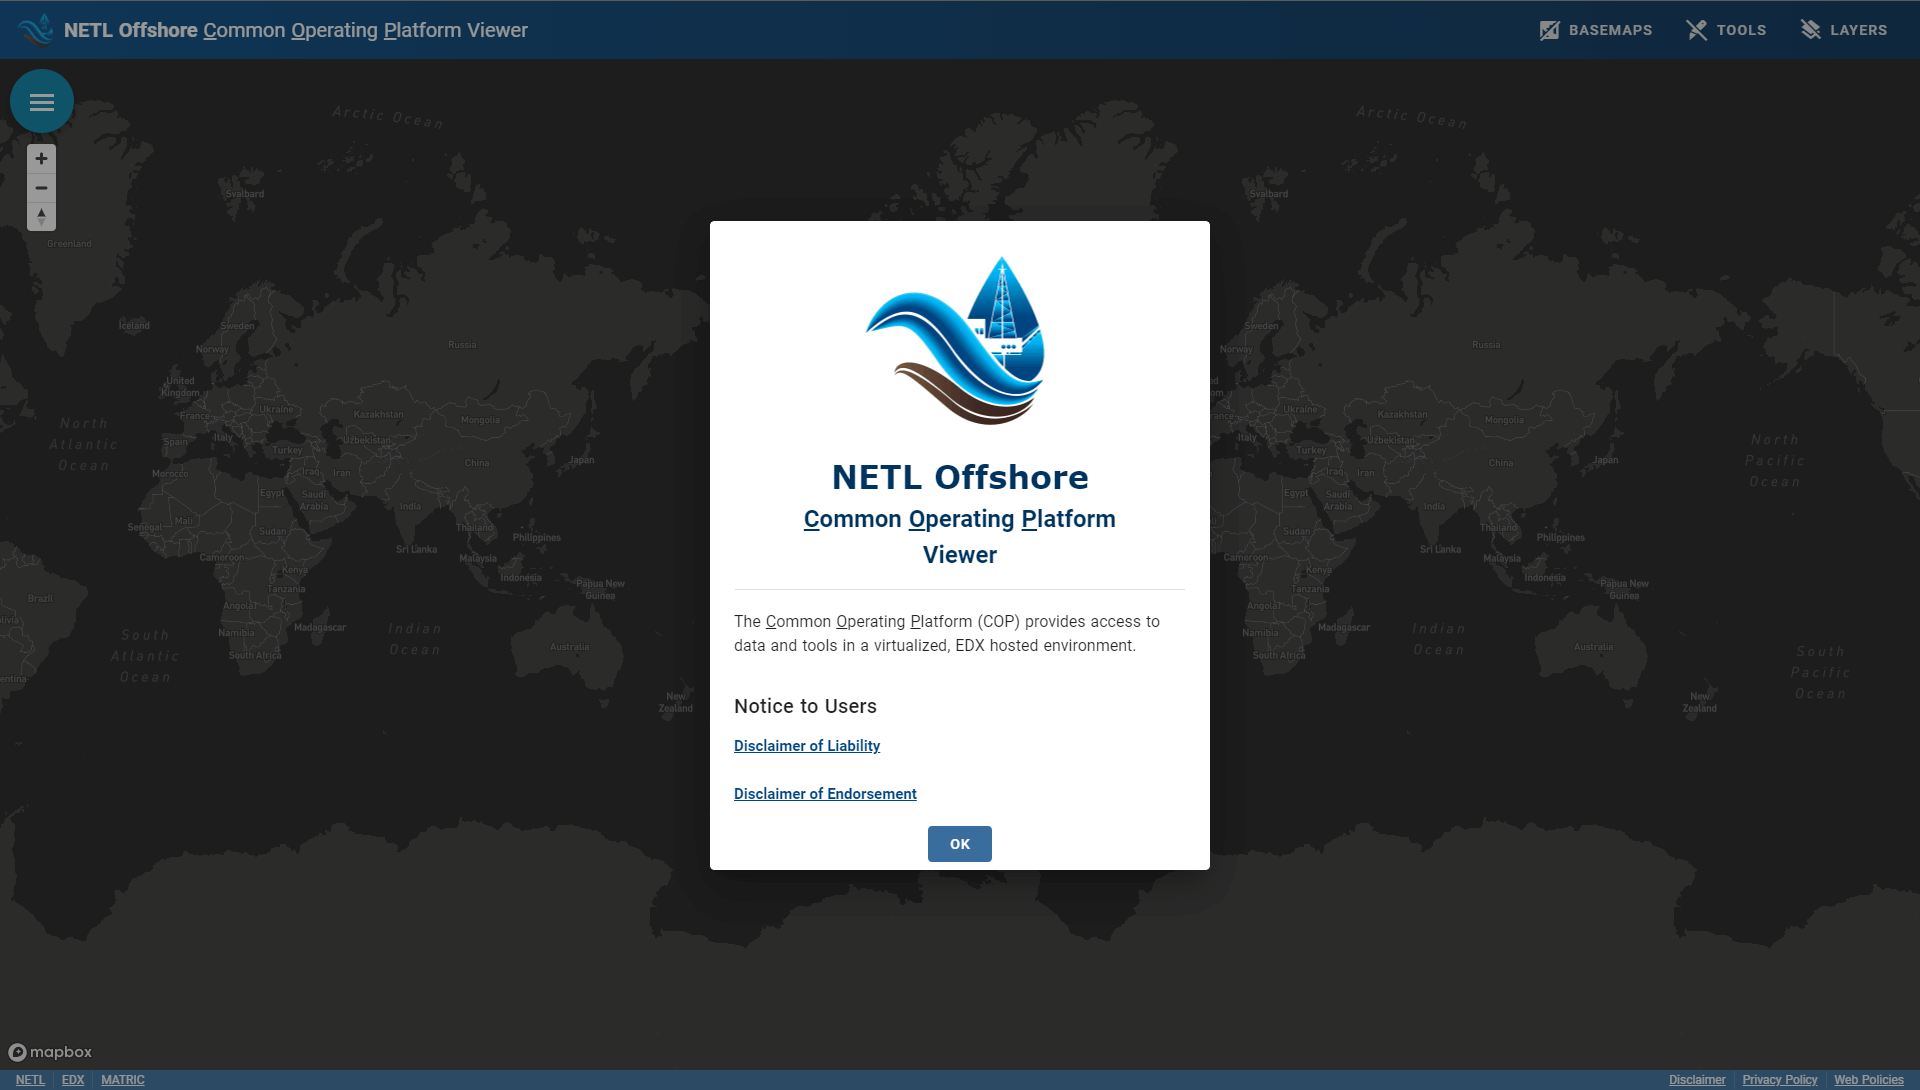 NETL Offshore Common Operating Platform Viewer
BASEMAPS
TOOLS
LAYERS
Arctic Ocean
Arctic Ocean
Svalbard
Svalbard
Greenland
Iceland
Sweden
Norway
Russia
Sweden
Norway
Russia
United
Kingdom
France
Ukraine
Kazakhstan
Mongolia
Ukraine
Kazakhstan
Mongolia
North
Atlantic
Ocean
Spain
Italy
Uzbekistan
Turkey
Italy
Uzbekistan
Turkey
North
Pacific
Ocean
Morocco
Iraq
Iran
China
Japan
Iraq
Iran
China
Japan
Egypt
Saudi
Arabia
India
Egypt
Saudi
Arabia
India
Senegal
Mali
Sudan
Thailand
Philippines
Sudan
Thailand
Philippines
Cameroon
Sri Lanka
Malaysia
Cameroon
Sri Lanka
Malaysia
Kenya
Tanzania
Indonesia
Papua New
Guinea
Kenya
Tanzania
Indonesia
Papua New
Guinea
Brazil
Angola
Namibia
Madagascar
Angola
Namibia
Madagascar
South
Atlantic
Ocean
Indian
Ocean
Indian
Ocean
South Africa
Australia
South Africa
Australia
South
Pacific
Ocean
New
Zealand
New
Zealand
NETL Offshore
Common Operating Platform
Viewer
The Common Operating Platform (COP) provides access to
data and tools in a virtualized, EDX hosted environment.
Notice to Users
Disclaimer of Liability
Disclaimer of Endorsement
OK
mapbox
NETL
EDX
MATRIC
Disclaimer
Privacy Policy
Web Policies